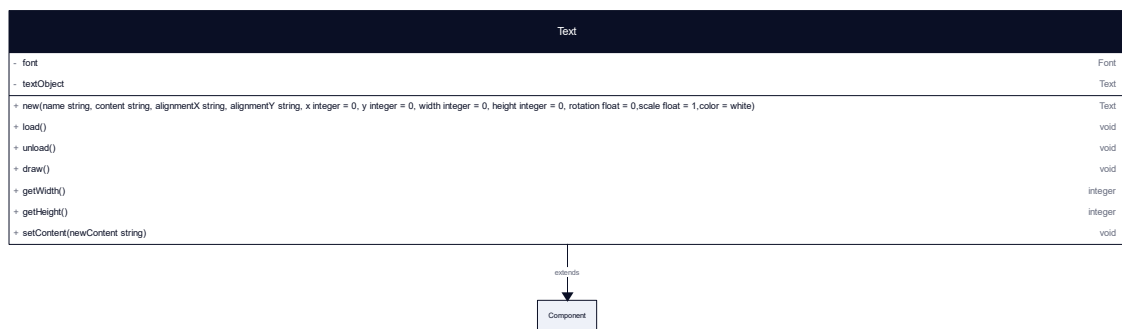 Text
- font Font
- textObject Text
+ new(name string, content string, alignmentX string, alignmentY string, x integer = 0, y integer = 0, width integer = 0, height integer = 0, rotation float = 0,scale float = 1,color = white) Text
+ load() void
+ unload() void
+ draw() void
+ getWidth() integer
+ getHeight() integer
+ setContent(newContent string) void
extends
Component